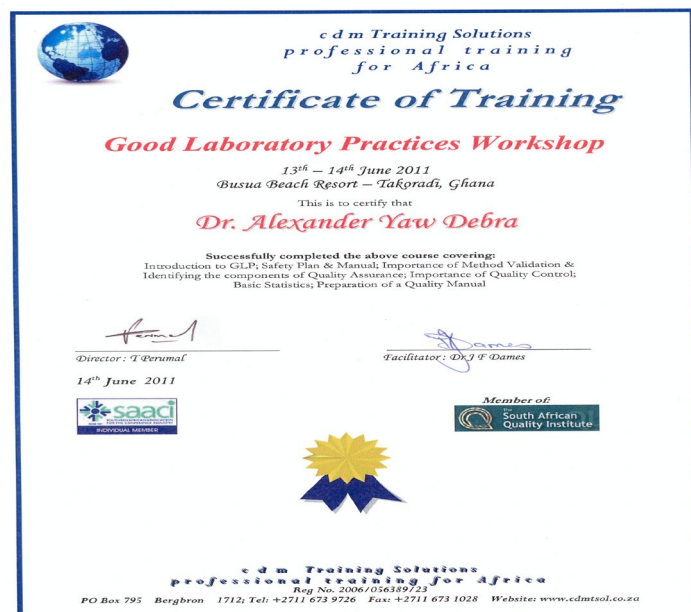 c d m Training Solutions
professional training
for Africa
Certificate of Training
Good Laboratory Practices Workshop
13th – 14th June 2011
Busua Beach Resort – Takoradi, Ghana
This is to certify that
Dr. Alexander Yaw Debra
Successfully completed the above course covering:
Introduction to GLP; Safety Plan & Manual; Importance of Method Validation &
Identifying the components of Quality Assurance; Importance of Quality Control;
Basic Statistics; Preparation of a Quality Manual
Perumal
Dames
Director : T Perumal
Facilitator : Dr J F Dames
14th June 2011
Member of:
saaci
INDIVIDUAL MEMBER
The
South African
Quality Institute
c d m Training Solutions
professional training for Africa
Reg No. 2006/056389/23
PO Box 795 Bergbron 1712; Tel: +2711 673 9726 Fax: +2711 673 1028 Website: www.cdmtsol.co.za